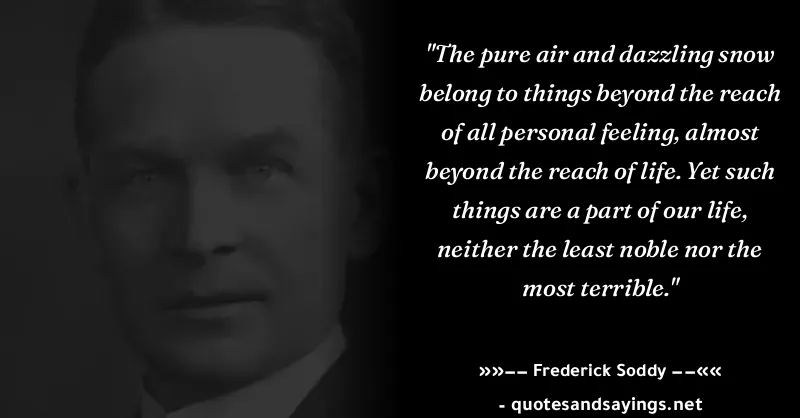 "The pure air and dazzling snow
belong to things beyond the reach
of all personal feeling, almost
beyond the reach of life. Yet such
things are a part of our life,
neither the least noble nor the
most terrible."
»»–– Frederick Soddy ––««
- quotesandsayings.net